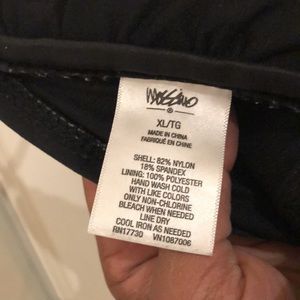 mossimo
®
XL/TG
MADE IN CHINA
FABRIQUÉ EN CHINE
SHELL: 82% NYLON
18% SPANDEX
LINING: 100% POLYESTER
HAND WASH COLD
WITH LIKE COLORS
ONLY NON-CHLORINE
BLEACH WHEN NEEDED
LINE DRY
COOL IRON AS NEEDED
RN17730 VN1087006